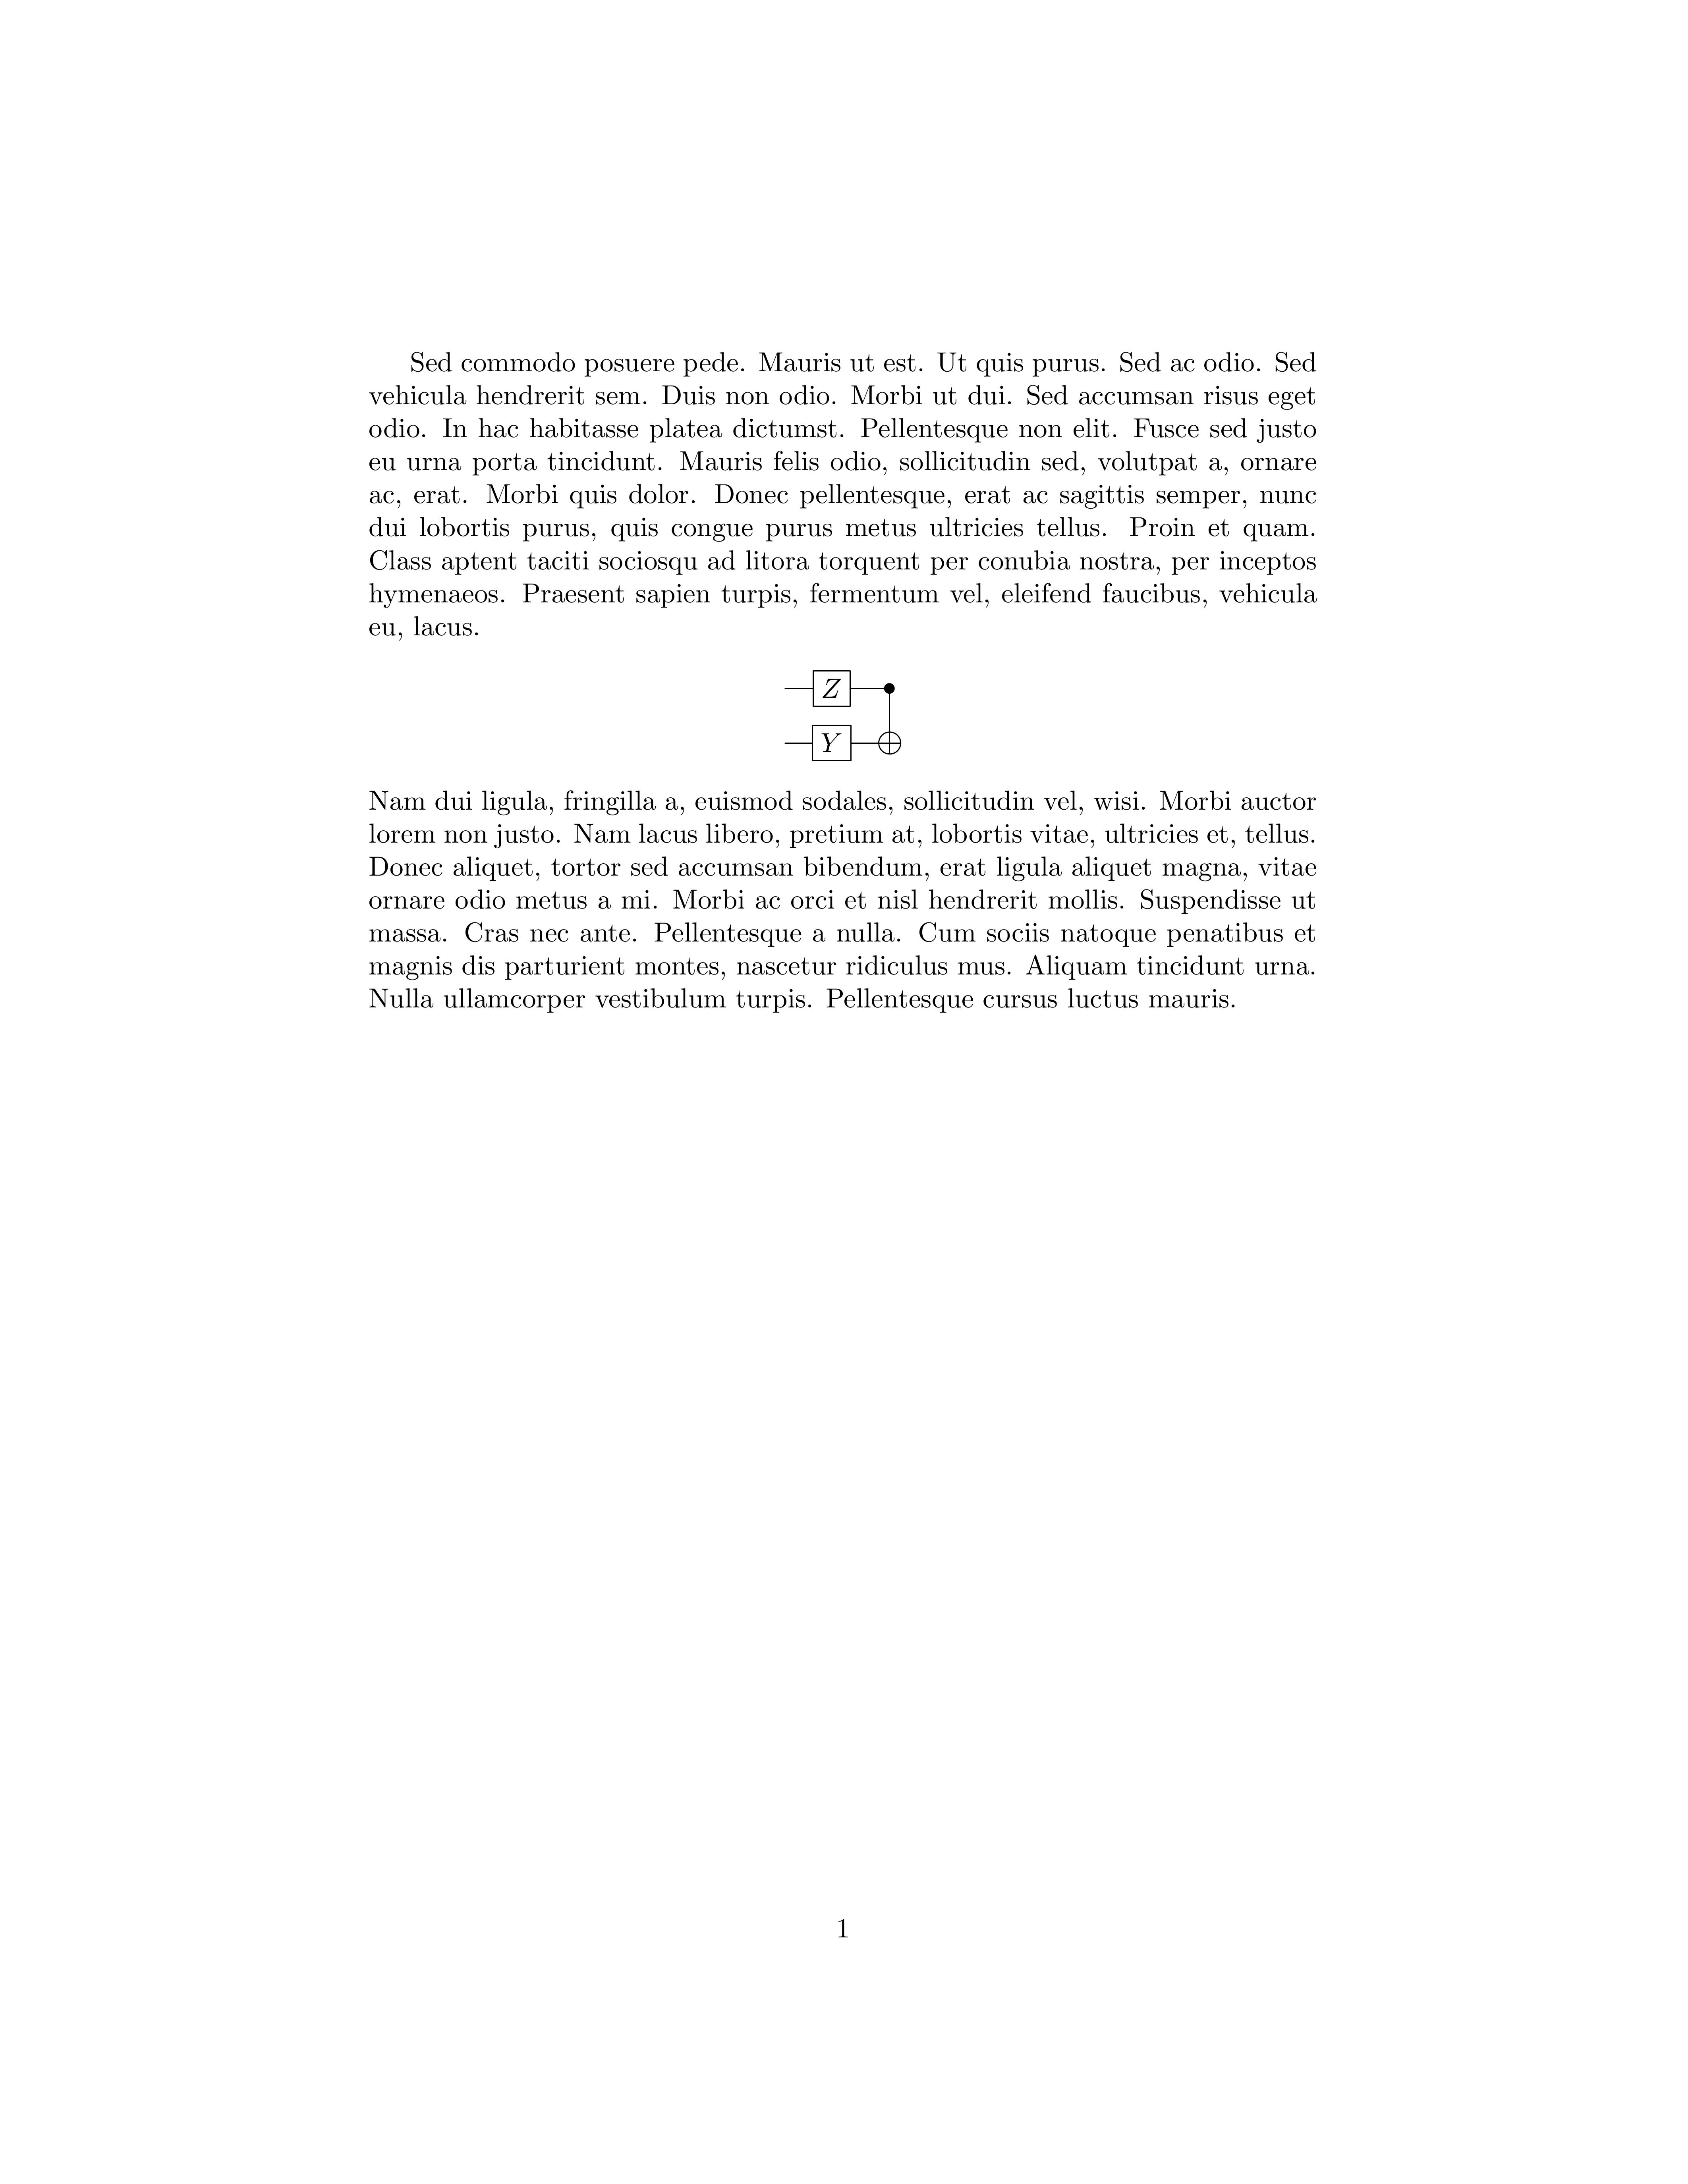 Sed commodo posuere pede. Mauris ut est. Ut quis purus. Sed ac odio. Sed
vehicula hendrerit sem. Duis non odio. Morbi ut dui. Sed accumsan risus eget
odio. In hac habitasse platea dictumst. Pellentesque non elit. Fusce sed justo
eu urna porta tincidunt. Mauris felis odio, sollicitudin sed, volutpat a, ornare
ac, erat. Morbi quis dolor. Donec pellentesque, erat ac sagittis semper, nunc
dui lobortis purus, quis congue purus metus ultricies tellus. Proin et quam.
Class aptent taciti sociosqu ad litora torquent per conubia nostra, per inceptos
hymenaeos. Praesent sapien turpis, fermentum vel, eleifend faucibus, vehicula
eu, lacus.
Z
Y
Nam dui ligula, fringilla a, euismod sodales, sollicitudin vel, wisi. Morbi auctor
lorem non justo. Nam lacus libero, pretium at, lobortis vitae, ultricies et, tellus.
Donec aliquet, tortor sed accumsan bibendum, erat ligula aliquet magna, vitae
ornare odio metus a mi. Morbi ac orci et nisl hendrerit mollis. Suspendisse ut
massa. Cras nec ante. Pellentesque a nulla. Cum sociis natoque penatibus et
magnis dis parturient montes, nascetur ridiculus mus. Aliquam tincidunt urna.
Nulla ullamcorper vestibulum turpis. Pellentesque cursus luctus mauris.
1